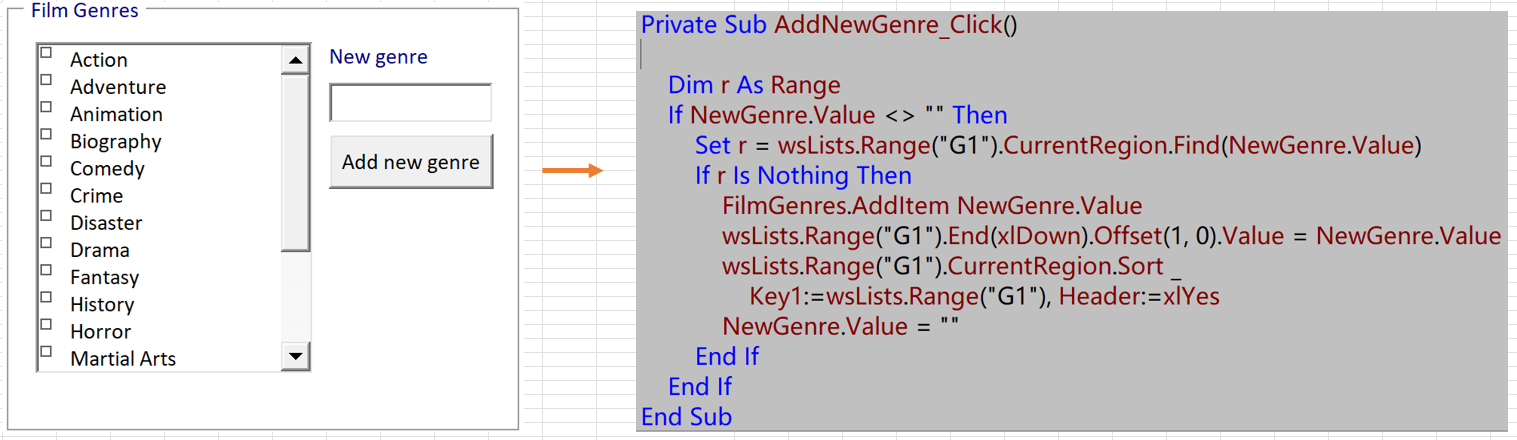 Film Genres
Action
Adventure
Animation
Biography
Comedy
Crime
Disaster
Drama
Fantasy
History
Horror
Martial Arts
New genre
Add new genre
Private Sub AddNewGenre_Click()
Dim r As Range
If NewGenre.Value <> "" Then
Set r = wsLists.Range("G1").CurrentRegion.Find(NewGenre.Value)
If r Is Nothing Then
FilmGenres.AddItem NewGenre.Value
wsLists.Range("G1").End(xlDown).Offset(1, 0).Value = NewGenre.Value
wsLists.Range("G1").CurrentRegion.Sort _
Key1:=wsLists.Range("G1"), Header:=xlYes
NewGenre.Value = ""
End If
End If
End Sub